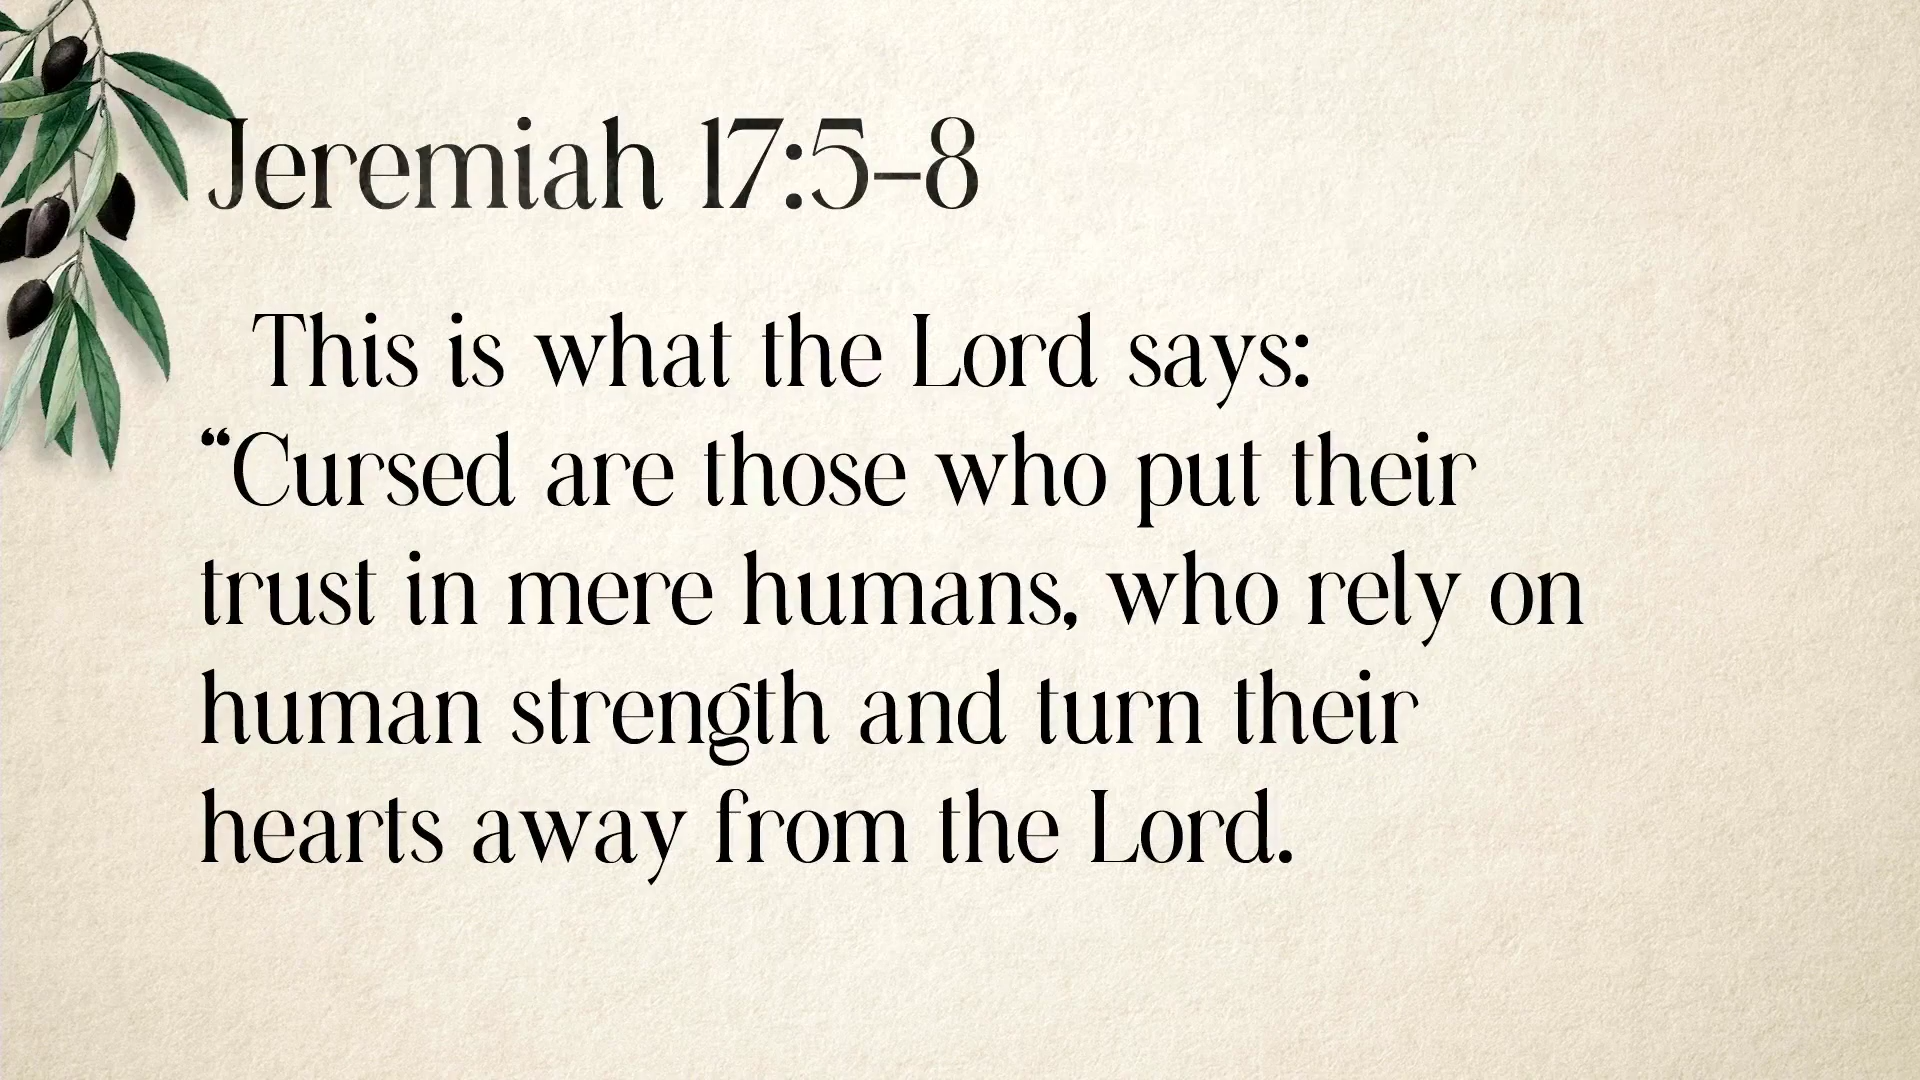 Jeremiah 17:5–8
This is what the Lord says:
“Cursed are those who put their
trust in mere humans, who rely on
human strength and turn their
hearts away from the Lord.